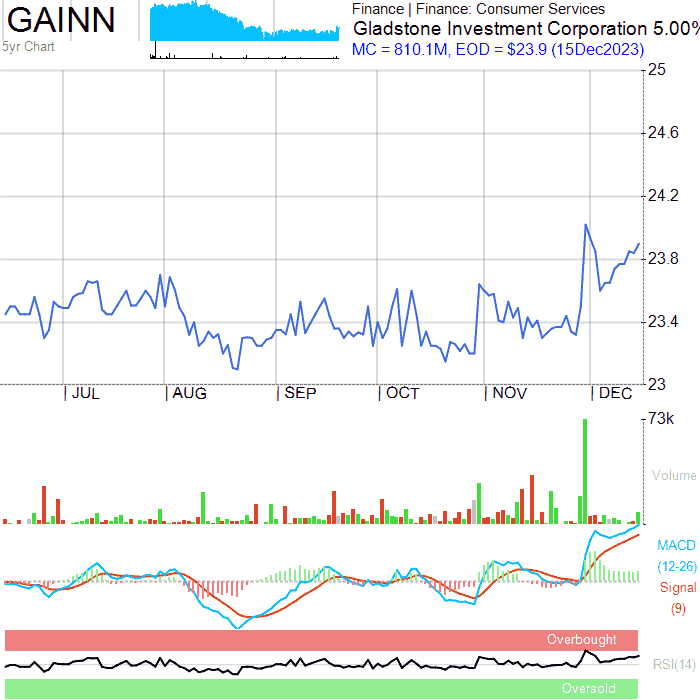 GAINN
5yr Chart
Finance | Finance: Consumer Services
Gladstone Investment Corporation 5.00%
MC = 810.1M, EOD = $23.9 (15Dec2023)
25
24.6
24.2
23.8
23.4
23
| JUL | AUG | SEP | OCT | NOV | DEC
73k
Volume
MACD
(12-26)
Signal
(9)
Overbought
RSI(14)
Oversold